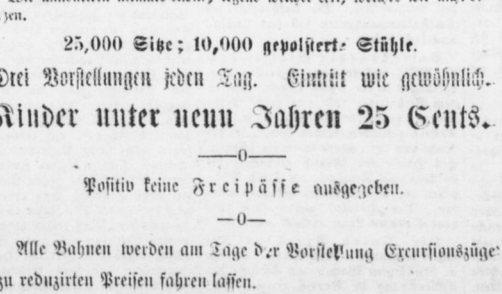 zen.
25,000 Sitze; 10,000 gepolsterte Stühle.
Drei Vorstellungen jeden Tag. Eintritt wie gewöhnlich.
Kinder unter neun Jahren 25 Cents.
—0—
Positiv keine Freipässe ausgegeben.
—0—
Alle Bahnen werden am Tage der Vorstellung Excursionszüge
zu reduzirten Preisen fahren lassen.